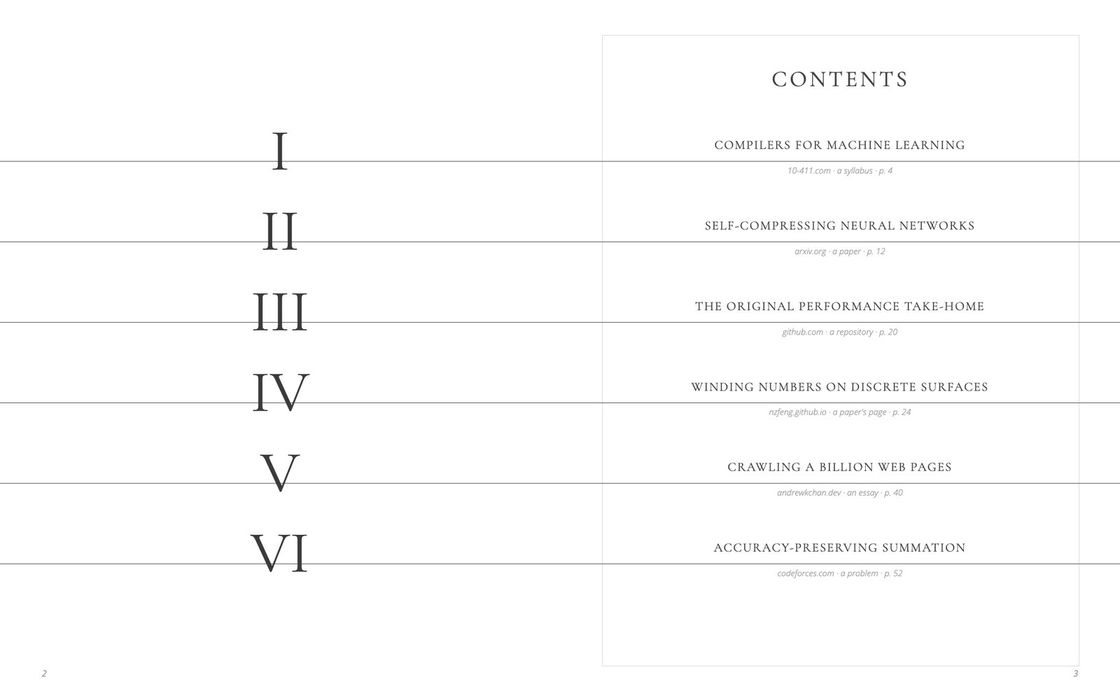 I
II
III
IV
V
VI
2
CONTENTS
COMPILERS FOR MACHINE LEARNING
10-411.com · a syllabus · p. 4
SELF-COMPRESSING NEURAL NETWORKS
arxiv.org · a paper · p. 12
THE ORIGINAL PERFORMANCE TAKE-HOME
github.com · a repository · p. 20
WINDING NUMBERS ON DISCRETE SURFACES
nzfeng.github.io · a paper's page · p. 24
CRAWLING A BILLION WEB PAGES
andrewkchan.dev · an essay · p. 40
ACCURACY-PRESERVING SUMMATION
codeforces.com · a problem · p. 52
3